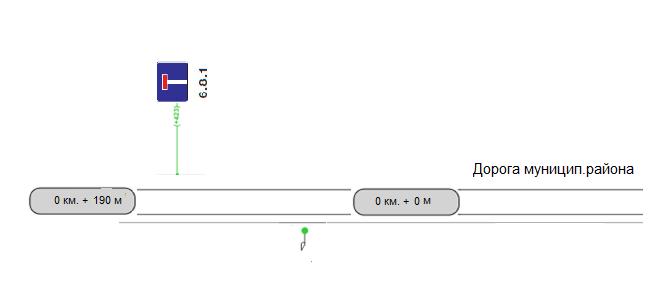 6.8.1
Дорога муницип.района
0 км. + 190 м
0 км. + 0 м